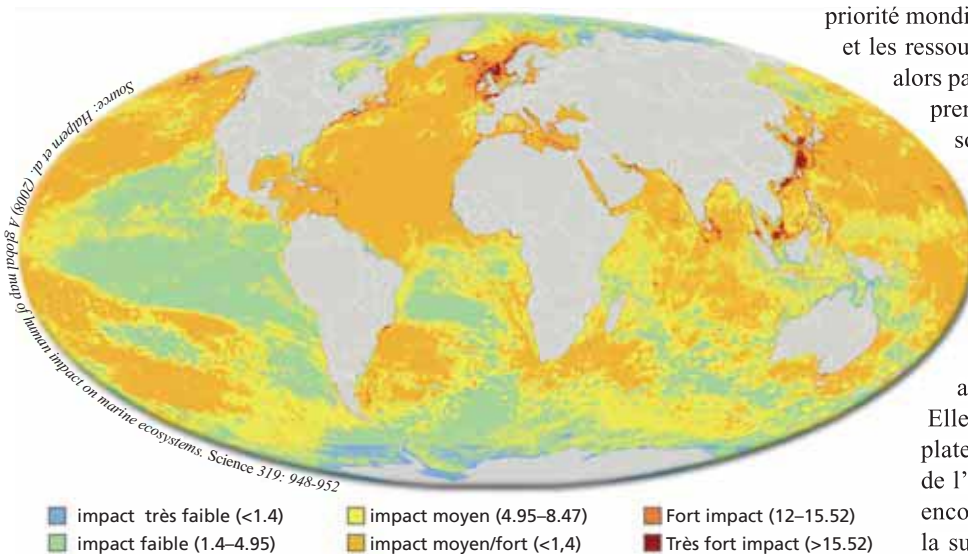 priorité mondi
et les ressou
alors pa
pren
so
Source: Halpern et al. (2008) A global map of human impact on marine ecosystems. Science 319: 948-952
a
Elle
plate
de l'
enco
la su
impact très faible (<1.4)
impact moyen (4.95–8.47)
Fort impact (12–15.52)
impact faible (1.4–4.95)
impact moyen/fort (<1,4)
Très fort impact (>15.52)